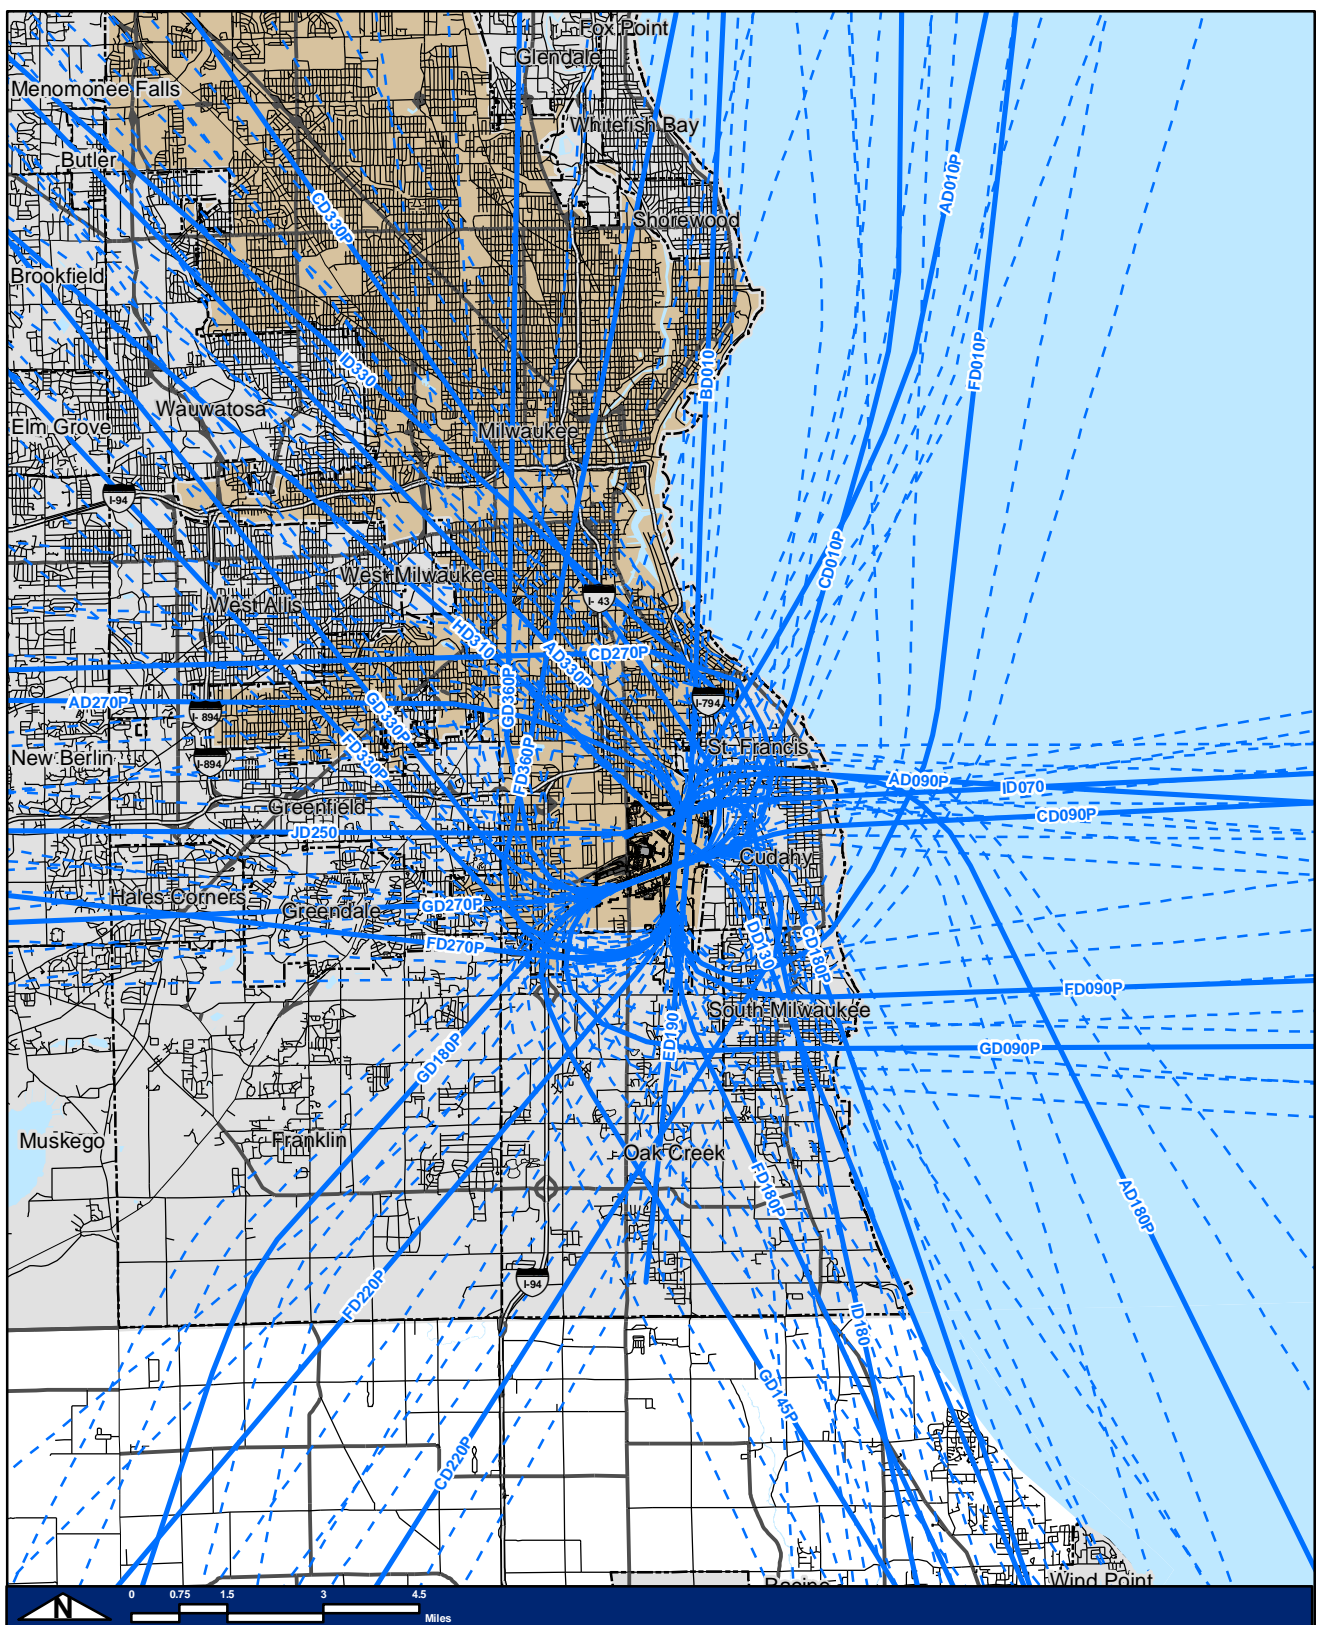 Fox Point
Glendale
Menomonee Falls
Whitefish Bay
Butler
AD010P
CD330P
Shorewood
Brookfield
FD010P
ID330
BD010
Wauwatosa
Elm Grove
Milwaukee
I-94
CD010P
West Milwaukee
I- 43
West Allis
HD310
AD330P
CD270P
GD360P
AD270P
I-794
I- 894
GD330P
St. Francis
FD330P
New Berlin
I-894
FD360P
AD090P
ID070
Greenfield
CD090P
JD250
Cudahy
Hales Corners
GD270P
Greendale
FD270P
DD130
CD180P
FD090P
South Milwaukee
ED190
GD090P
GD180P
Muskego
Franklin
Oak Creek
FD180P
AD180P
I-94
FD220P
ID180
GD145P
CD220P
Racine
Wind Point
N
0 0.75 1.5 3 4.5
Miles